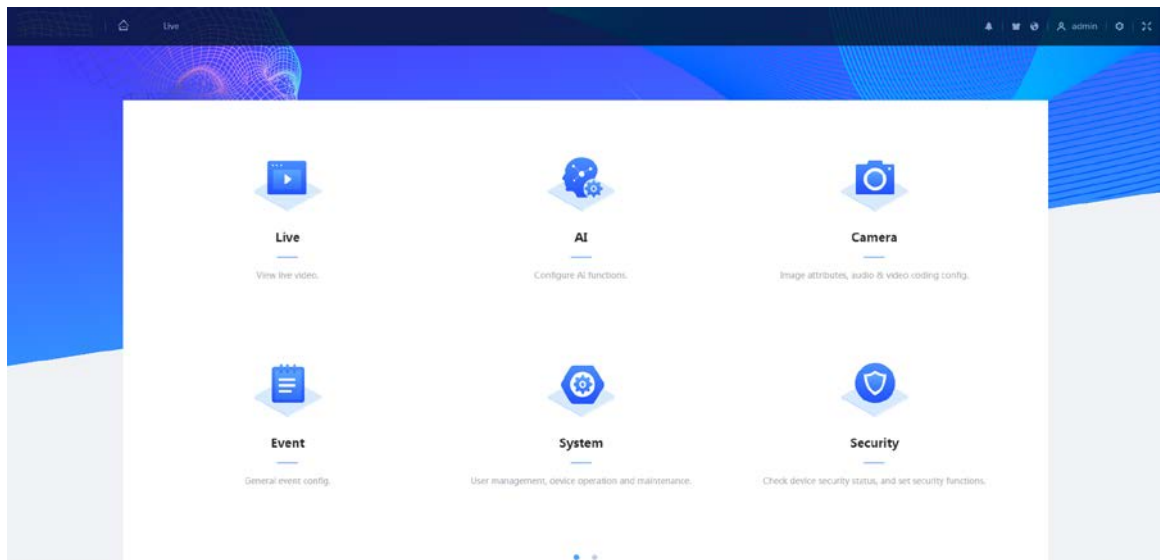 Live
admin
Live
AI
Camera
View live video.
Configure AI functions.
Image attributes, audio & video coding config.
Event
System
Security
General event config.
User management, device operation and maintenance.
Check device security status, and set security functions.